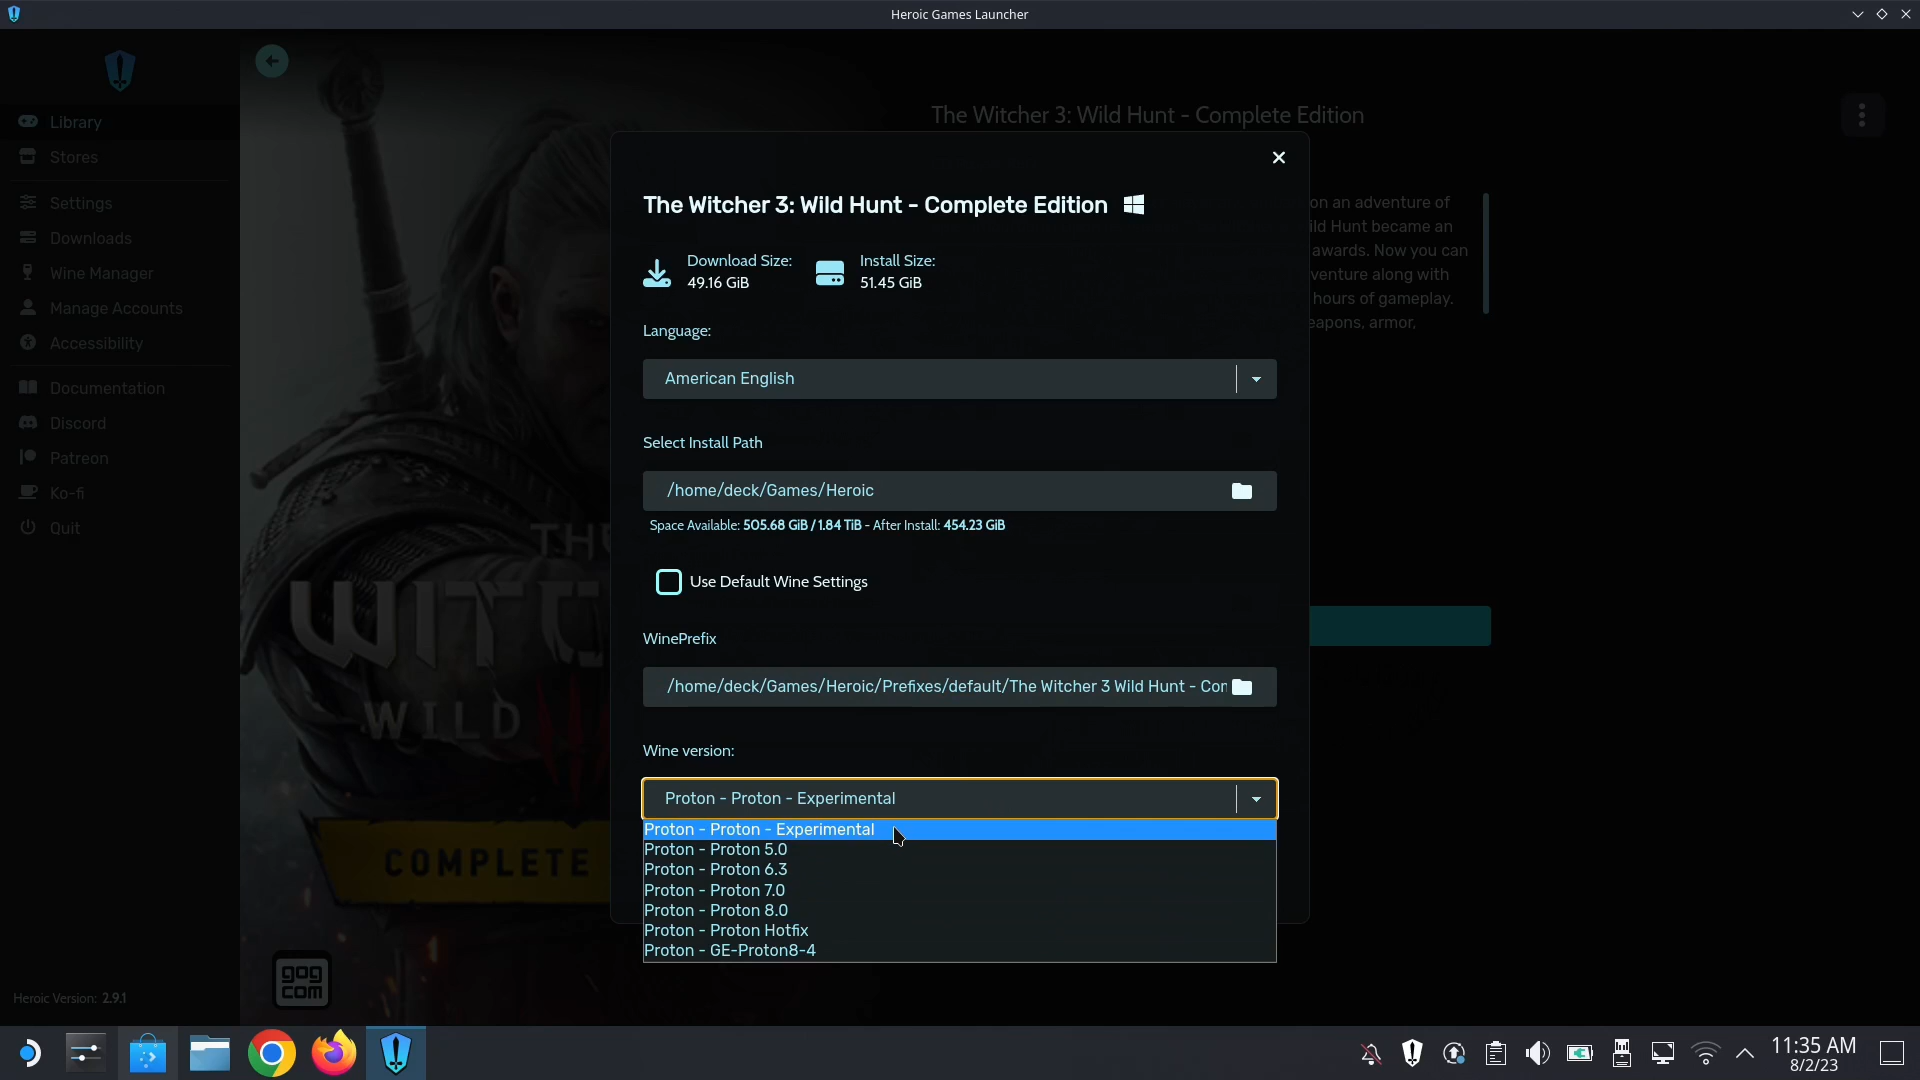 Heroic Games Launcher
Library
Stores
Settings
Downloads
Wine Manager
Manage Accounts
Accessibility
Documentation
Discord
Patreon
Ko-fi
Quit
Heroic Version: 2.9.1
The Witcher 3: Wild Hunt - Complete Edition
on an adventure of
ild Hunt became an
awards. Now you can
venture along with
hours of gameplay.
eapons, armor,
THE
WITC
WILD
COMPLETE
gog
com
The Witcher 3: Wild Hunt - Complete Edition
Download Size:
49.16 GiB
Install Size:
51.45 GiB
Language:
American English
Select Install Path
/home/deck/Games/Heroic
Space Available: 505.68 GiB / 1.84 TiB - After Install: 454.23 GiB
Use Default Wine Settings
WinePrefix
/home/deck/Games/Heroic/Prefixes/default/The Witcher 3 Wild Hunt - Com
Wine version:
Proton - Proton - Experimental
Proton - Proton - Experimental
Proton - Proton 5.0
Proton - Proton 6.3
Proton - Proton 7.0
Proton - Proton 8.0
Proton - Proton Hotfix
Proton - GE-Proton8-4
11:35 AM
8/2/23